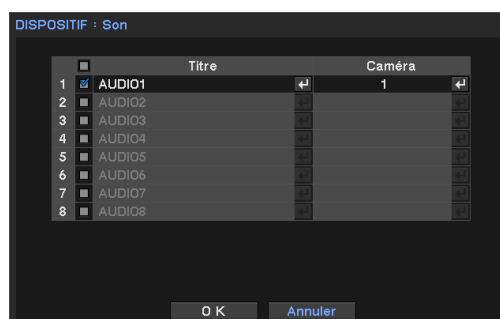 DISPOSITIF : Son
Titre Caméra
1 AUDIO1 1
2 AUDIO2
3 AUDIO3
4 AUDIO4
5 AUDIO5
6 AUDIO6
7 AUDIO7
8 AUDIO8
OK Annuler